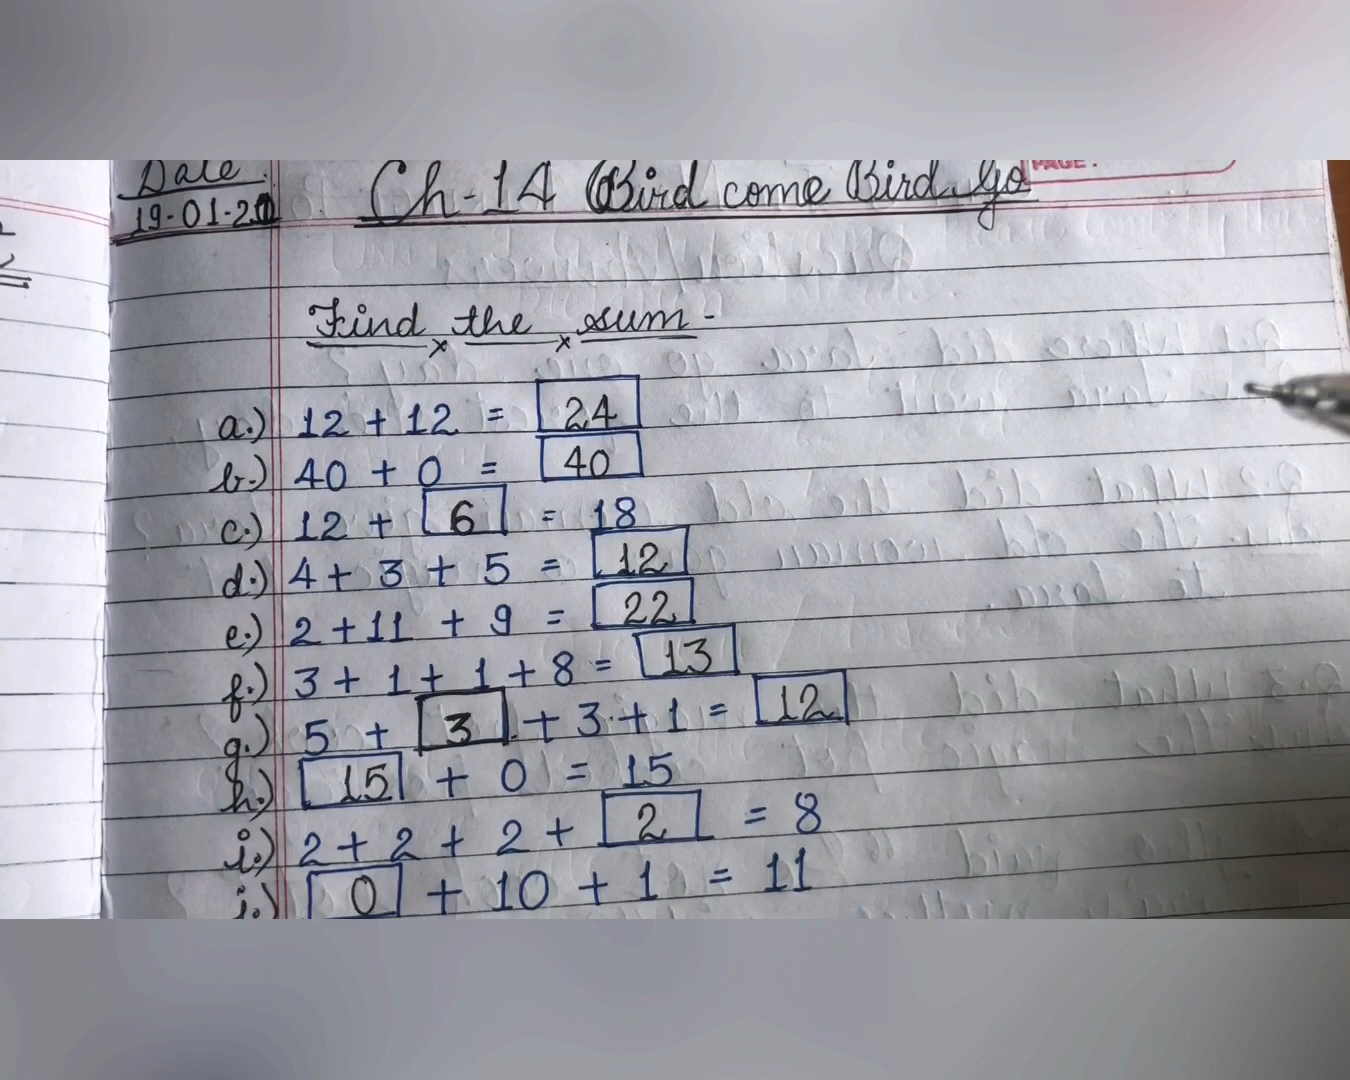 Date
PAGE:
19-01-21
Ch-14 Bird come Bird go
Find the sum -
a.) 12 + 12 = 24
b.) 40 + 0 = 40
c.) 12 + 6 = 18
d.) 4 + 3 + 5 = 12
e.) 2 + 11 + 9 = 22
f.) 3 + 1 + 1 + 8 = 13
g.) 5 + 3 + 3 + 1 = 12
h.) 15 + 0 = 15
i.) 2 + 2 + 2 + 2 = 8
j.) 0 + 10 + 1 = 11